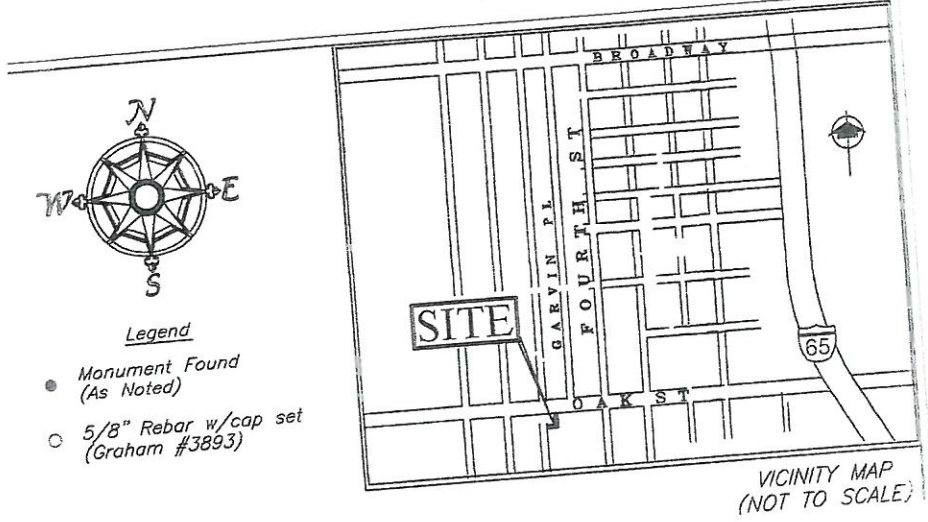 N
W
E
S
Legend
Monument Found
(As Noted)
5/8" Rebar w/cap set
(Graham #3893)
BROADWAY
GARVIN PL
FOURTH ST
SITE
65
OAK ST
VICINITY MAP
(NOT TO SCALE)